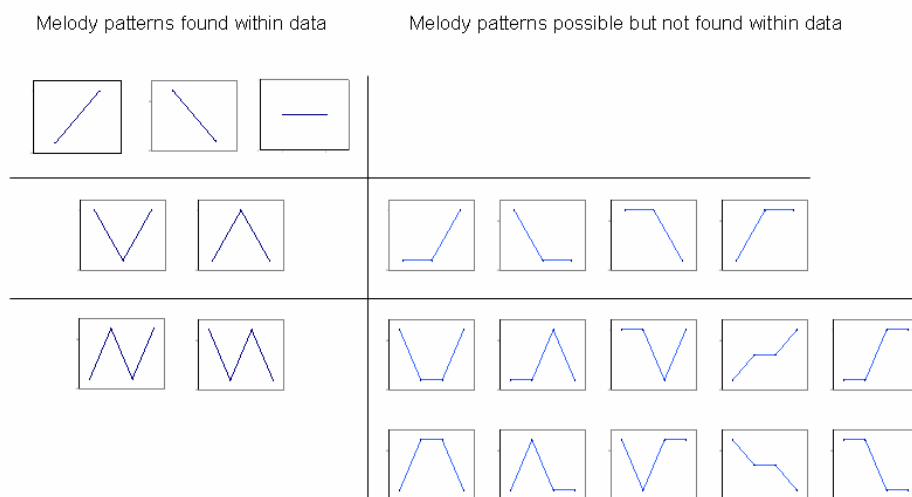 Melody patterns found within data
Melody patterns possible but not found within data